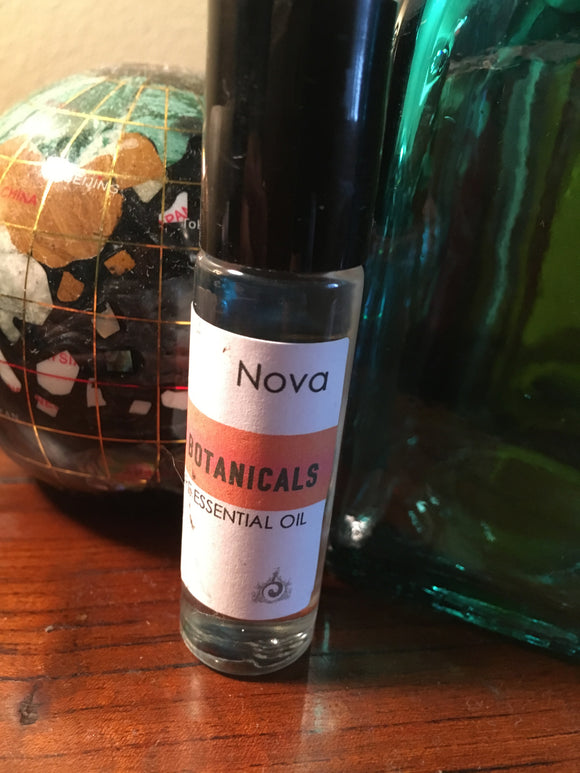 Nova
BOTANICALS
ESSENTIAL OIL
CHINA